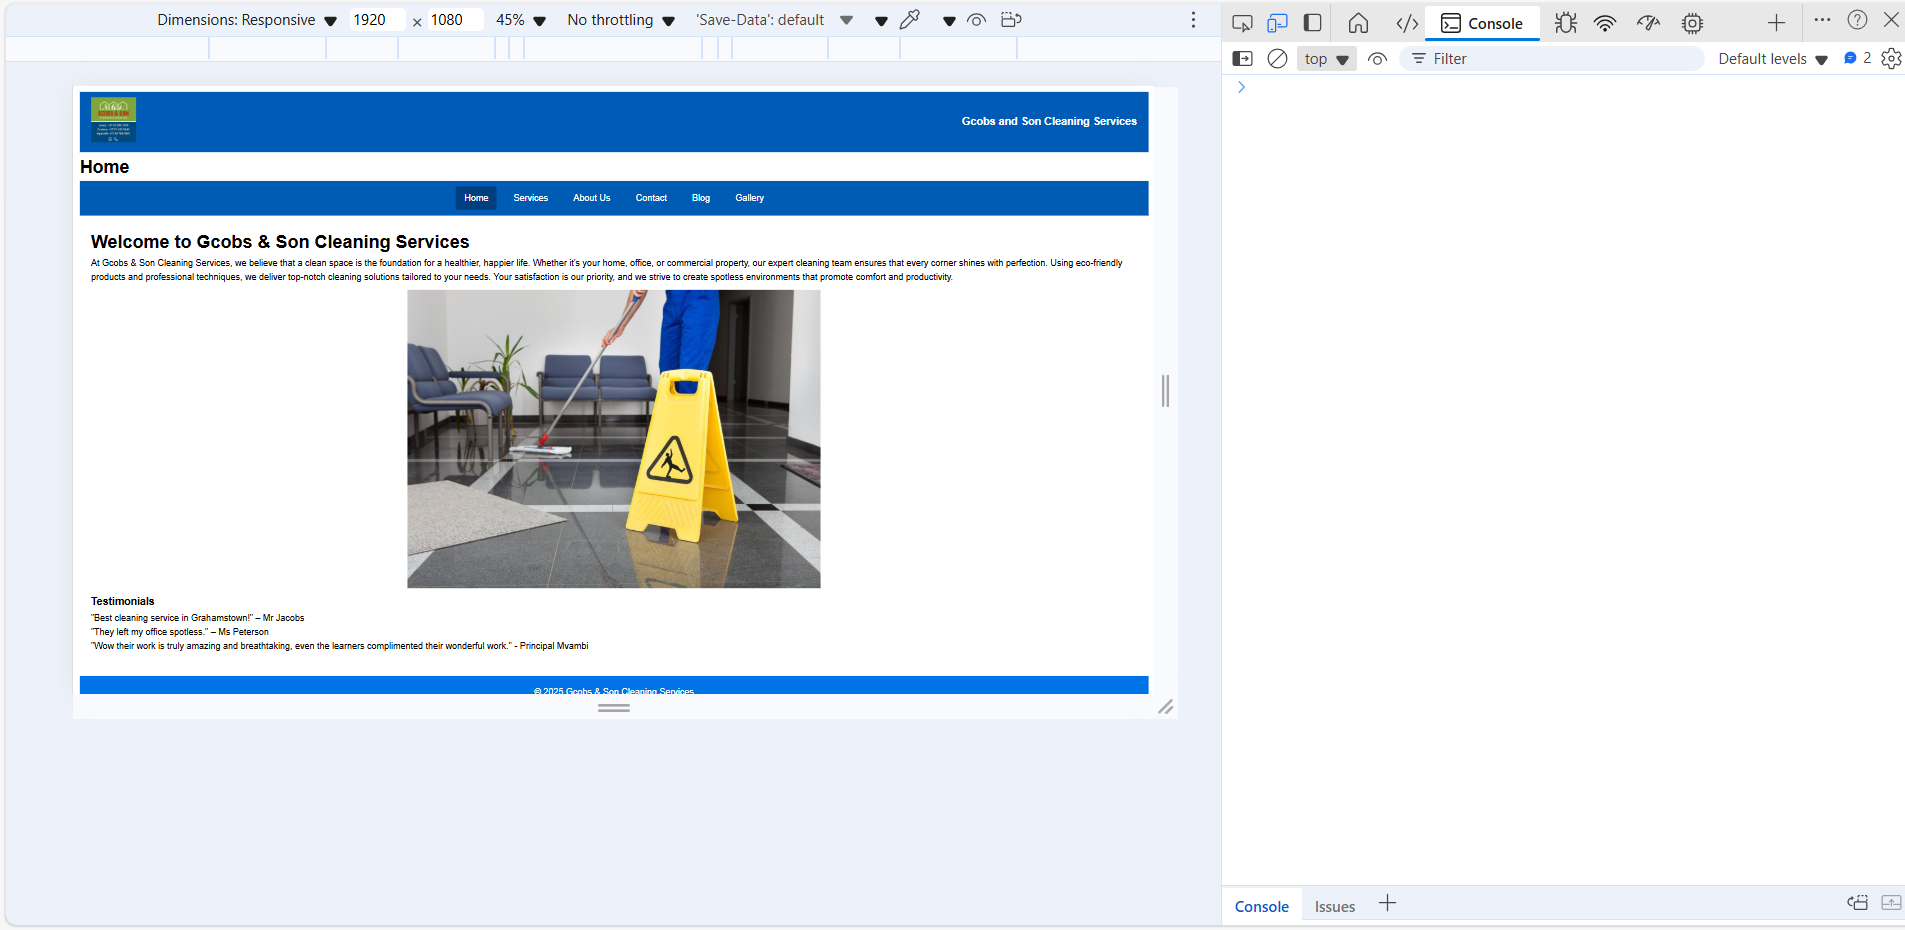 Dimensions: Responsive 1920 × 1080 45% No throttling 'Save-Data': default
Console
top Filter Default levels 2
GCOBS & SON
Gcobs and Son Cleaning Services
Home
Home Services About Us Contact Blog Gallery
Welcome to Gcobs & Son Cleaning Services
At Gcobs & Son Cleaning Services, we believe that a clean space is the foundation for a healthier, happier life. Whether it's your home, office, or commercial property, our expert cleaning team ensures that every corner shines with perfection. Using eco-friendly
products and professional techniques, we deliver top-notch cleaning solutions tailored to your needs. Your satisfaction is our priority, and we strive to create spotless environments that promote comfort and productivity.
Testimonials
"Best cleaning service in Grahamstown!" – Mr Jacobs
"They left my office spotless." – Ms Peterson
"Wow their work is truly amazing and breathtaking, even the learners complimented their wonderful work." - Principal Mvambi
© 2025 Gcobs & Son Cleaning Services
Console Issues